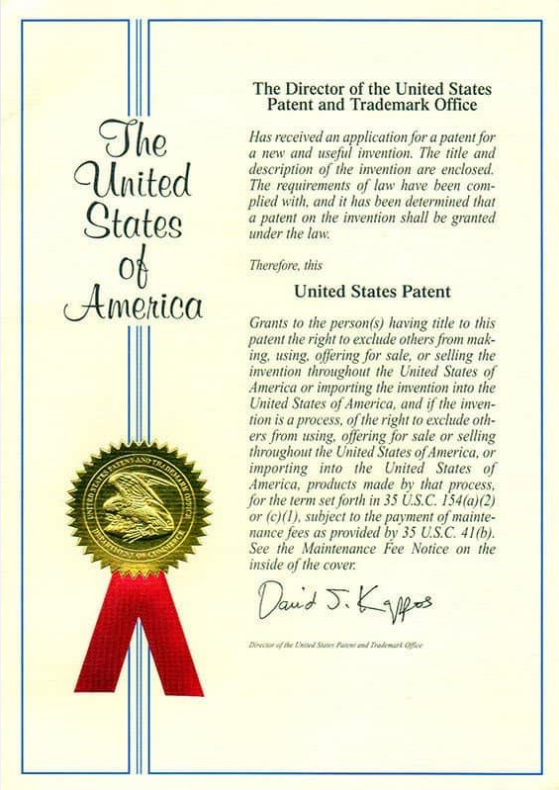 The
United
States
of
America
The Director of the United States
Patent and Trademark Office
Has received an application for a patent for
a new and useful invention. The title and
description of the invention are enclosed.
The requirements of law have been com-
plied with, and it has been determined that
a patent on the invention shall be granted
under the law.
Therefore, this
United States Patent
Grants to the person(s) having title to this
patent the right to exclude others from mak-
ing, using, offering for sale, or selling the
invention throughout the United States of
America or importing the invention into the
United States of America, and if the inven-
tion is a process, of the right to exclude oth-
ers from using, offering for sale or selling
throughout the United States of America, or
importing into the United States of
America, products made by that process,
for the term set forth in 35 U.S.C. 154(a)(2)
or (c)(1), subject to the payment of mainte-
nance fees as provided by 35 U.S.C. 41(b).
See the Maintenance Fee Notice on the
inside of the cover.
David J. Kappos
Director of the United States Patent and Trademark Office
UNITED STATES PATENT AND TRADEMARK OFFICE
DEPARTMENT OF COMMERCE